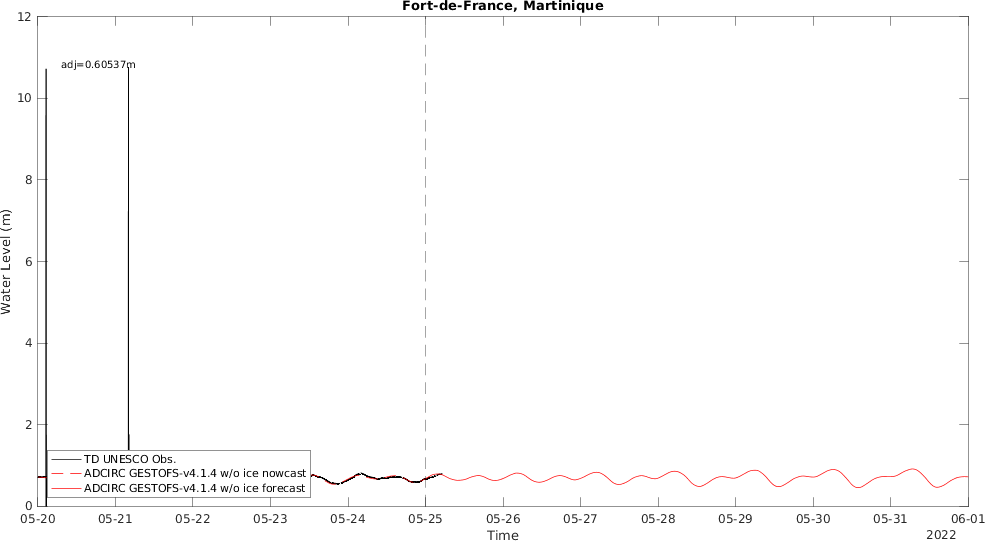 Fort-de-France, Martinique
12
10
8
6
4
2
0
Water Level (m)
adj=0.60537m
TD UNESCO Obs.
ADCIRC GESTOFS-v4.1.4 w/o ice nowcast
ADCIRC GESTOFS-v4.1.4 w/o ice forecast
05-20 05-21 05-22 05-23 05-24 05-25 05-26 05-27 05-28 05-29 05-30 05-31 06-01
Time
2022